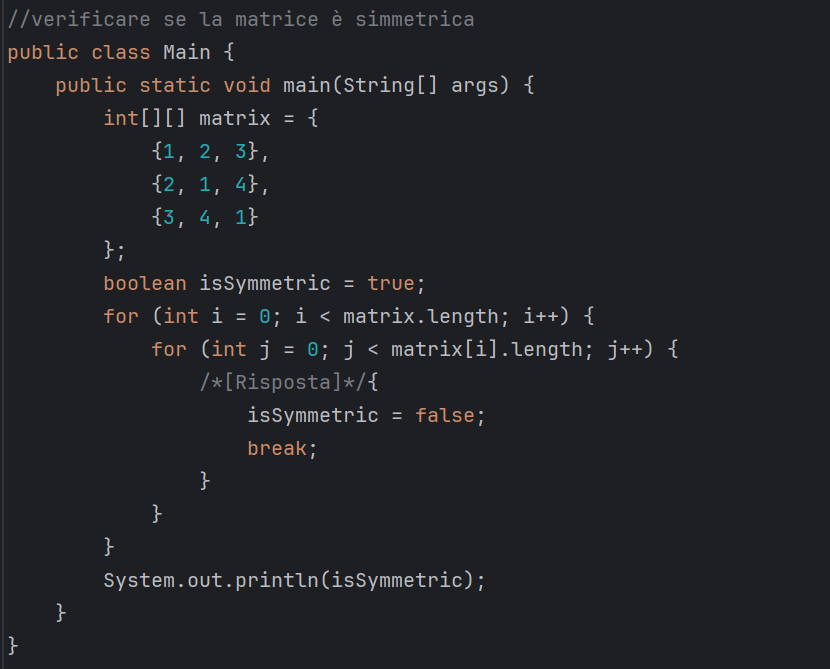 //verificare se la matrice è simmetrica
public class Main {
    public static void main(String[] args) {
        int[][] matrix = {
            {1, 2, 3},
            {2, 1, 4},
            {3, 4, 1}
        };
        boolean isSymmetric = true;
        for (int i = 0; i < matrix.length; i++) {
            for (int j = 0; j < matrix[i].length; j++) {
                /*[Risposta]*/{
                    isSymmetric = false;
                    break;
                }
            }
        }
        System.out.println(isSymmetric);
    }
}